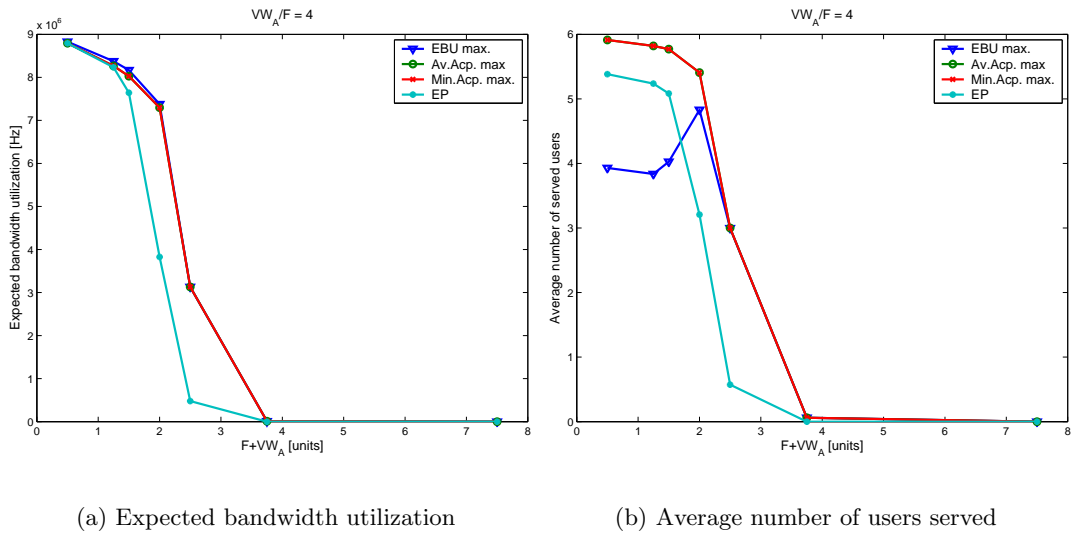 VW_A/F = 4
x 10^6
9
8
7
6
5
4
3
2
1
0
Expected bandwidth utilization [Hz]
0 1 2 3 4 5 6 7 8
F+VW_A [units]
EBU max.
Av.Acp. max
Min.Acp. max.
EP
VW_A/F = 4
6
5
4
3
2
1
0
Average number of served users
0 1 2 3 4 5 6 7 8
F+VW_A [units]
EBU max.
Av.Acp. max
Min.Acp. max.
EP
(a) Expected bandwidth utilization
(b) Average number of users served